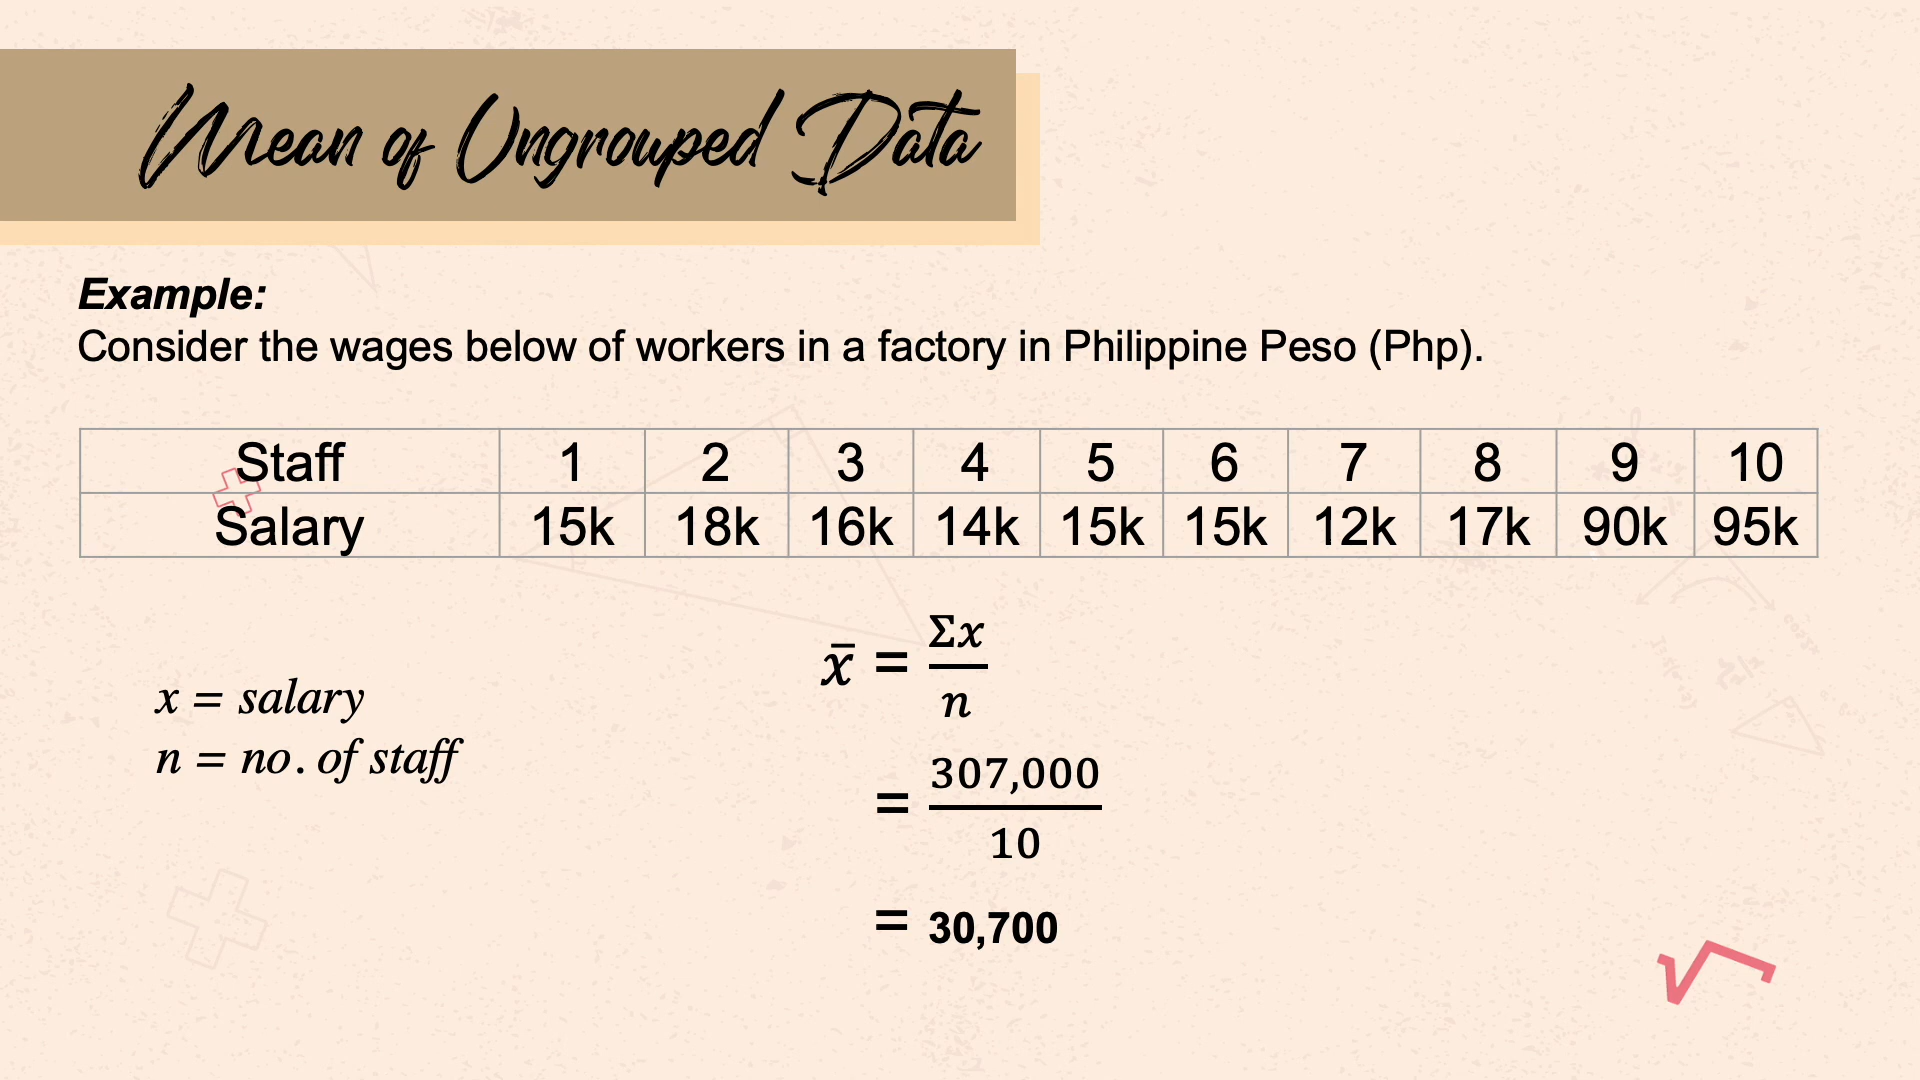 Mean of Ungrouped Data
Example:
Consider the wages below of workers in a factory in Philippine Peso (Php).
Staff 1 2 3 4 5 6 7 8 9 10
Salary 15k 18k 16k 14k 15k 15k 12k 17k 90k 95k
x = salary
n = no. of staff
x̄ = Σx
n
= 307,000
10
= 30,700